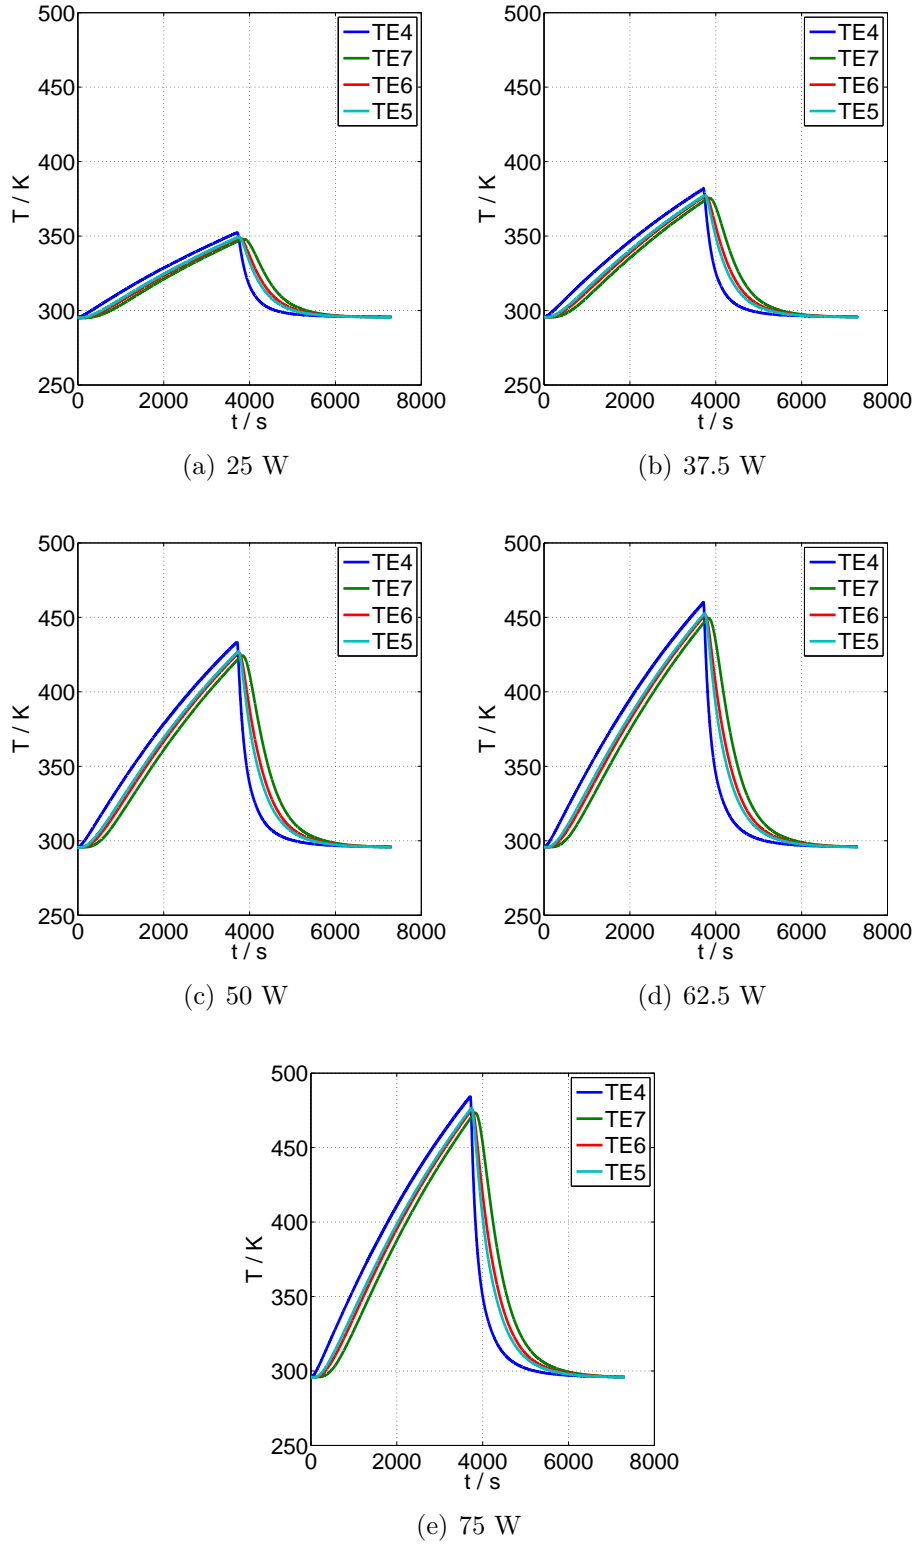 500
450
400
350
300
250
T / K
0 2000 4000 6000 8000
t / s
TE4
TE7
TE6
TE5
(a) 25 W
500
450
400
350
300
250
T / K
0 2000 4000 6000 8000
t / s
TE4
TE7
TE6
TE5
(b) 37.5 W
500
450
400
350
300
250
T / K
0 2000 4000 6000 8000
t / s
TE4
TE7
TE6
TE5
(c) 50 W
500
450
400
350
300
250
T / K
0 2000 4000 6000 8000
t / s
TE4
TE7
TE6
TE5
(d) 62.5 W
500
450
400
350
300
250
T / K
0 2000 4000 6000 8000
t / s
TE4
TE7
TE6
TE5
(e) 75 W